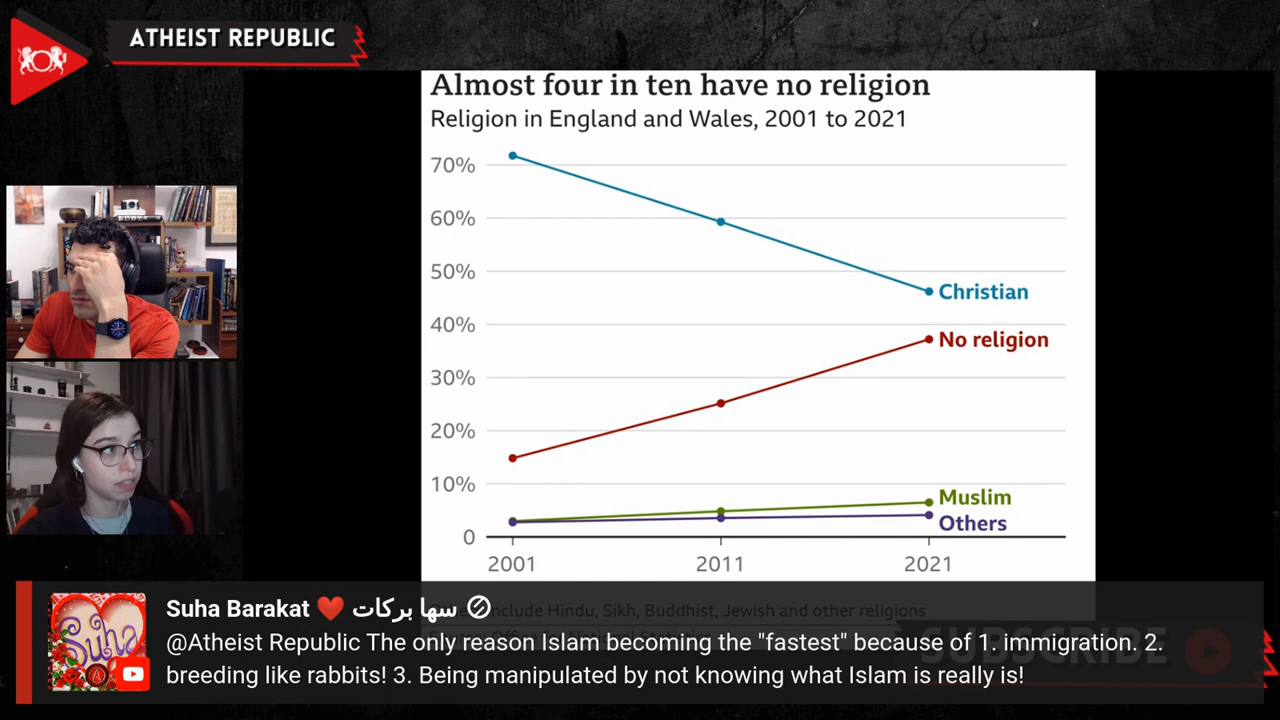 ATHEIST REPUBLIC
Almost four in ten have no religion
Religion in England and Wales, 2001 to 2021
70%
60%
50%
40%
30%
20%
10%
0
Christian
No religion
Muslim
Others
2001 2011 2021
include Hindu, Sikh, Buddhist, Jewish and other religions
SUBSCRIBE
Suha
Suha Barakat ❤️ سها بركات
@Atheist Republic The only reason Islam becoming the "fastest" because of 1. immigration. 2.
breeding like rabbits! 3. Being manipulated by not knowing what Islam is really is!